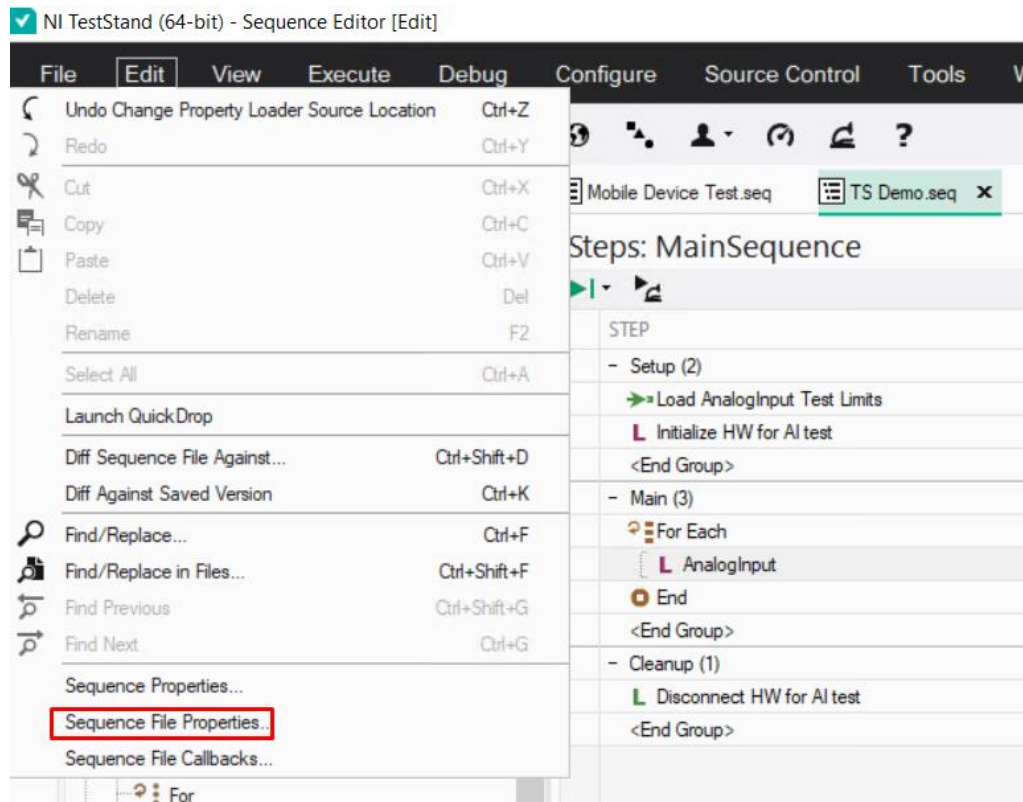 NI TestStand (64-bit) - Sequence Editor [Edit]
File Edit View Execute Debug Configure Source Control Tools
Undo Change Property Loader Source Location Ctrl+Z
Redo Ctrl+Y
Cut Ctrl+X
Copy Ctrl+C
Paste Ctrl+V
Delete Del
Rename F2
Select All Ctrl+A
Launch QuickDrop
Diff Sequence File Against... Ctrl+Shift+D
Diff Against Saved Version Ctrl+K
Find/Replace... Ctrl+F
Find/Replace in Files... Ctrl+Shift+F
Find Previous Ctrl+Shift+G
Find Next Ctrl+G
Sequence Properties...
Sequence File Properties...
Sequence File Callbacks...
For
Mobile Device Test.seq TS Demo.seq
Steps: MainSequence
STEP
- Setup (2)
Load AnalogInput Test Limits
Initialize HW for AI test
<End Group>
- Main (3)
For Each
AnalogInput
End
<End Group>
- Cleanup (1)
Disconnect HW for AI test
<End Group>